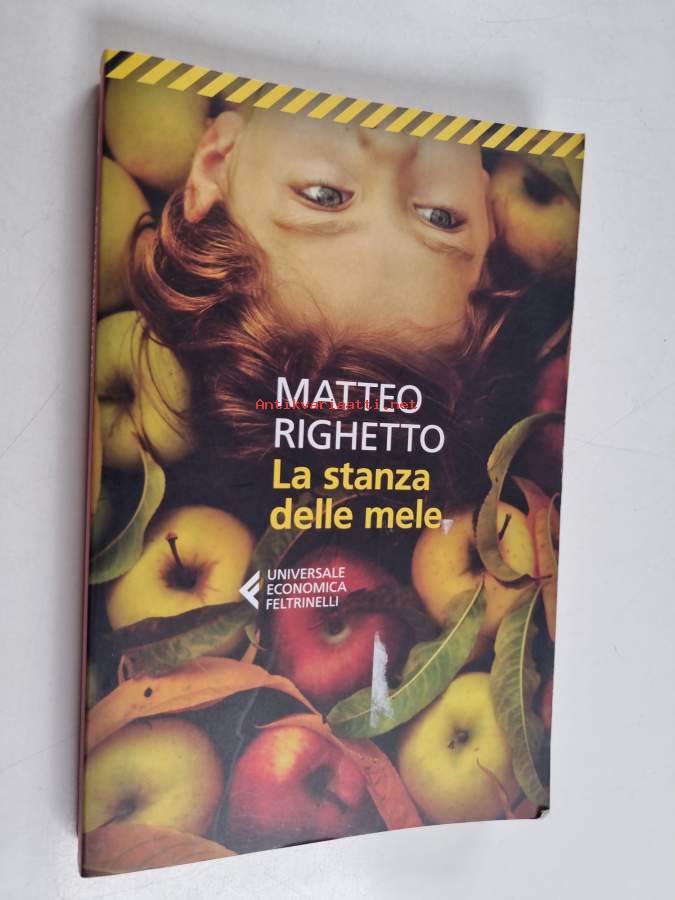 MATTEO
Antikvariaatti.net
RIGHETTO
La stanza
delle mele
UNIVERSALE
ECONOMICA
FELTRINELLI